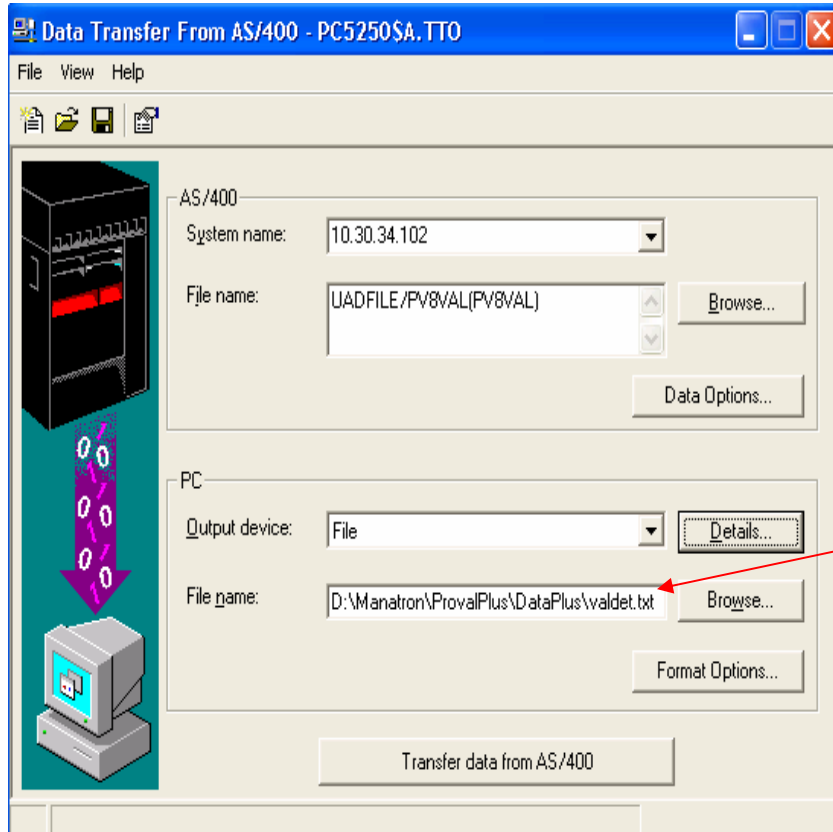 Data Transfer From AS/400 - PC5250$A.TTO
File View Help
AS/400
System name: 10.30.34.102
File name: UADFILE/PV8VAL(PV8VAL) Browse...
Data Options...
PC
Output device: File Details...
File name: D:\Manatron\ProvalPlus\DataPlus\valdet.txt Browse...
Format Options...
Transfer data from AS/400